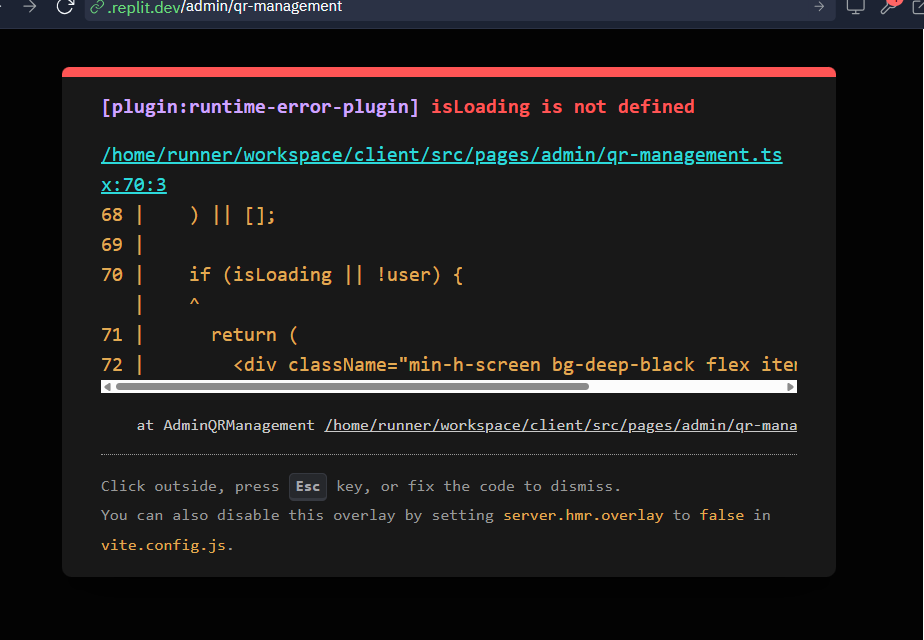 .replit.dev/admin/qr-management
[plugin:runtime-error-plugin] isLoading is not defined
/home/runner/workspace/client/src/pages/admin/qr-management.ts
x:70:3
68 |    ) || [];
69 |
70 |    if (isLoading || !user) {
   |    ^
71 |      return (
72 |        <div className="min-h-screen bg-deep-black flex iten
at AdminQRManagement /home/runner/workspace/client/src/pages/admin/qr-mana
Click outside, press Esc key, or fix the code to dismiss.
You can also disable this overlay by setting server.hmr.overlay to false in
vite.config.js.